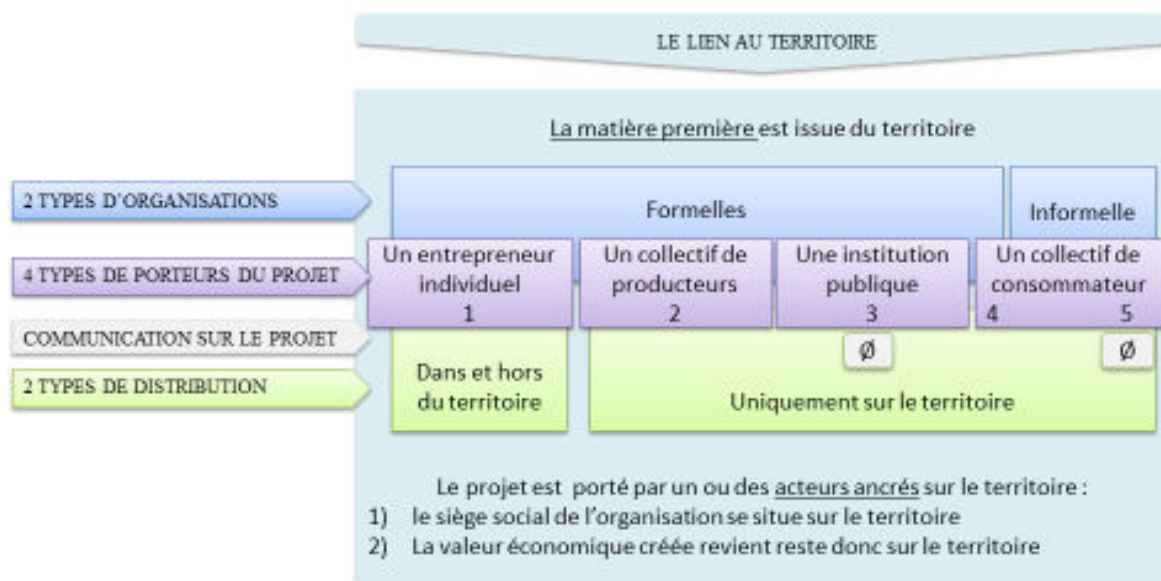 LE LIEN AU TERRITOIRE
La matière première est issue du territoire
2 TYPES D'ORGANISATIONS
Formelles
Informelle
4 TYPES DE PORTEURS DU PROJET
Un entrepreneur
individuel
1
Un collectif de
producteurs
2
Une institution
publique
3
Un collectif de
consommateur
4 5
COMMUNICATION SUR LE PROJET
Ø
Ø
2 TYPES DE DISTRIBUTION
Dans et hors
du territoire
Uniquement sur le territoire
Le projet est porté par un ou des acteurs ancrés sur le territoire :
1) le siège social de l'organisation se situe sur le territoire
2) La valeur économique créée revient reste donc sur le territoire